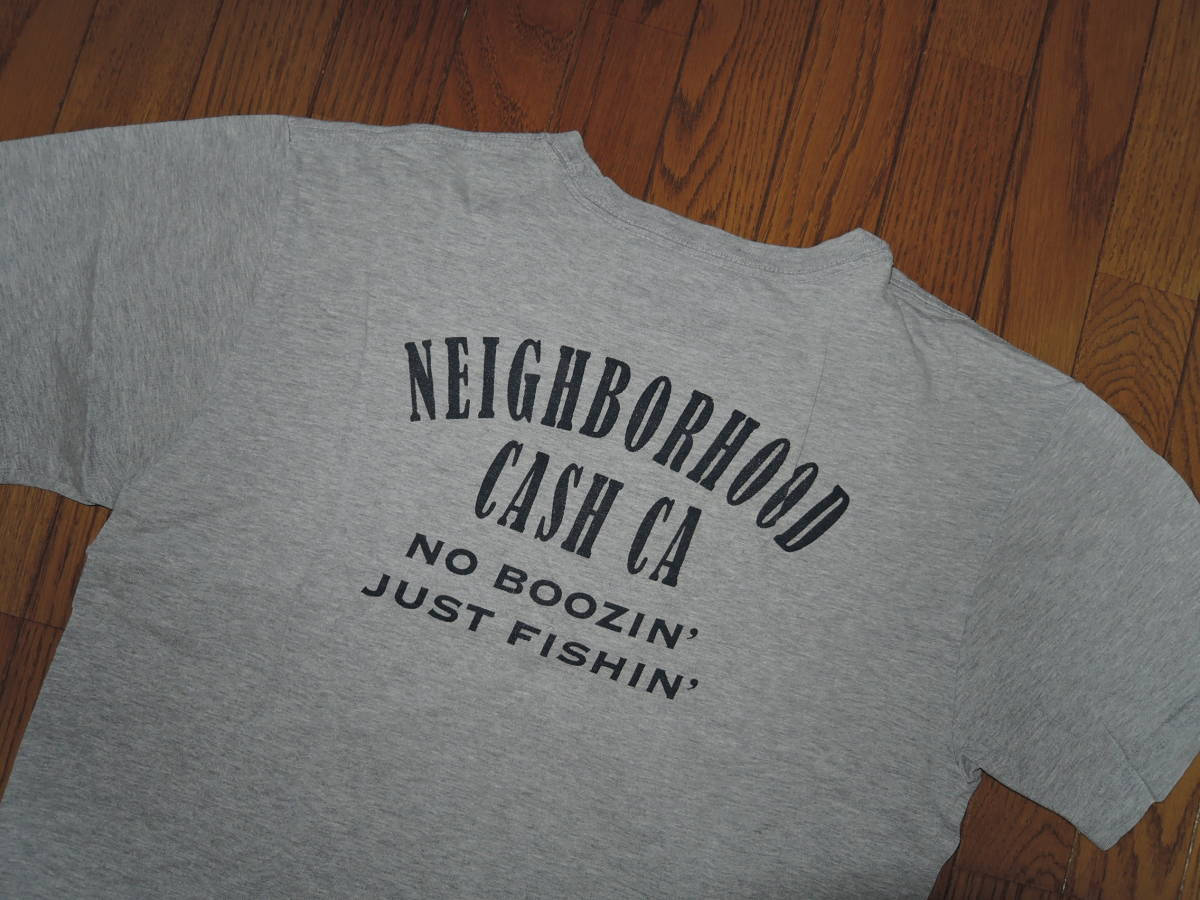 NEIGHBORHOOD
CASH CA
NO BOOZIN'
JUST FISHIN'